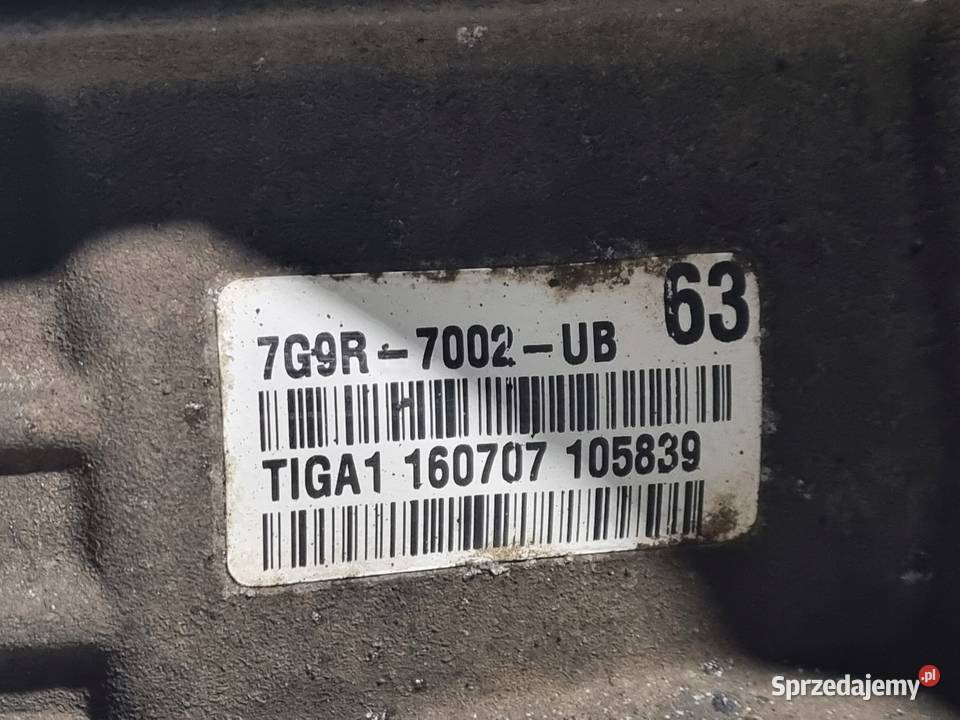 63
7G9R-7002-UB
TIGA1 160707 105839
Sprzedajemy.pl